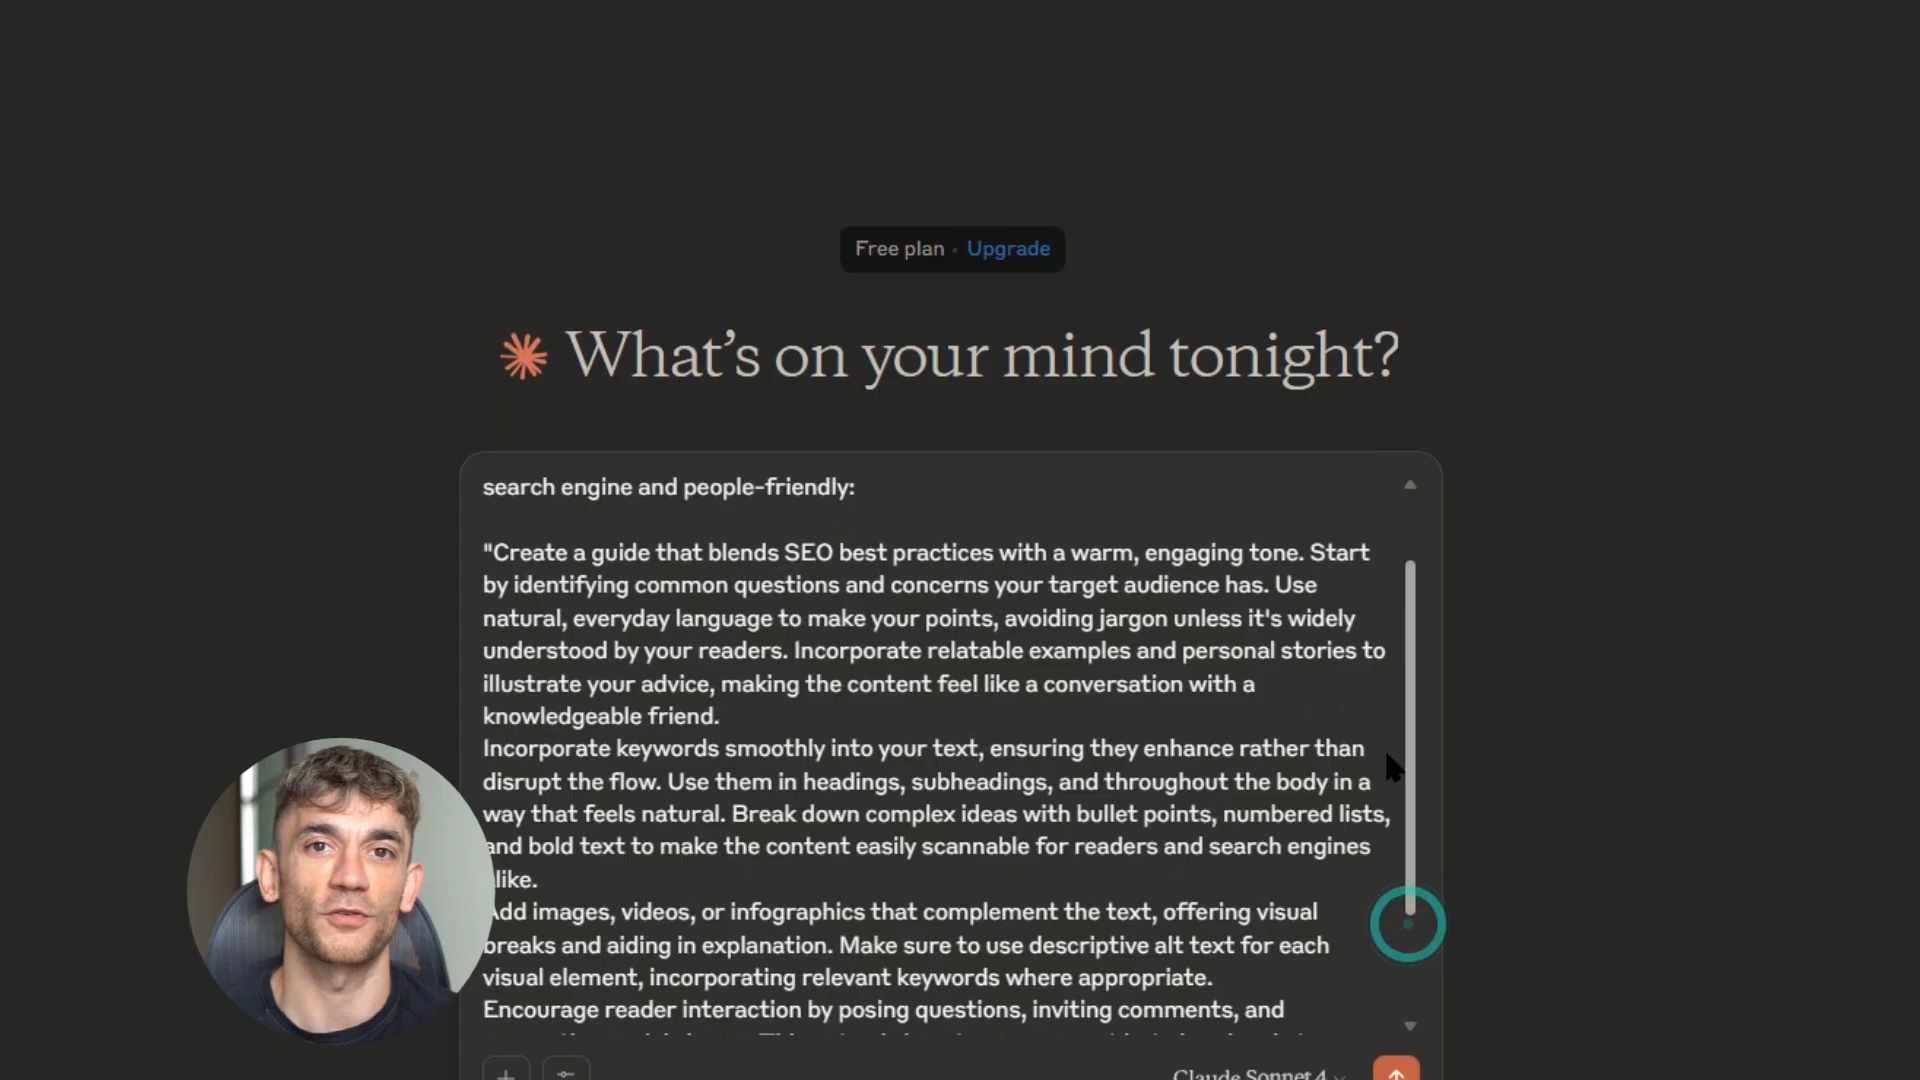 Free plan · Upgrade
What's on your mind tonight?
search engine and people-friendly:
"Create a guide that blends SEO best practices with a warm, engaging tone. Start
by identifying common questions and concerns your target audience has. Use
natural, everyday language to make your points, avoiding jargon unless it's widely
understood by your readers. Incorporate relatable examples and personal stories to
illustrate your advice, making the content feel like a conversation with a
knowledgeable friend.
Incorporate keywords smoothly into your text, ensuring they enhance rather than
disrupt the flow. Use them in headings, subheadings, and throughout the body in a
way that feels natural. Break down complex ideas with bullet points, numbered lists,
and bold text to make the content easily scannable for readers and search engines
alike.
Add images, videos, or infographics that complement the text, offering visual
breaks and aiding in explanation. Make sure to use descriptive alt text for each
visual element, incorporating relevant keywords where appropriate.
Encourage reader interaction by posing questions, inviting comments, and
Claude Sonnet 4